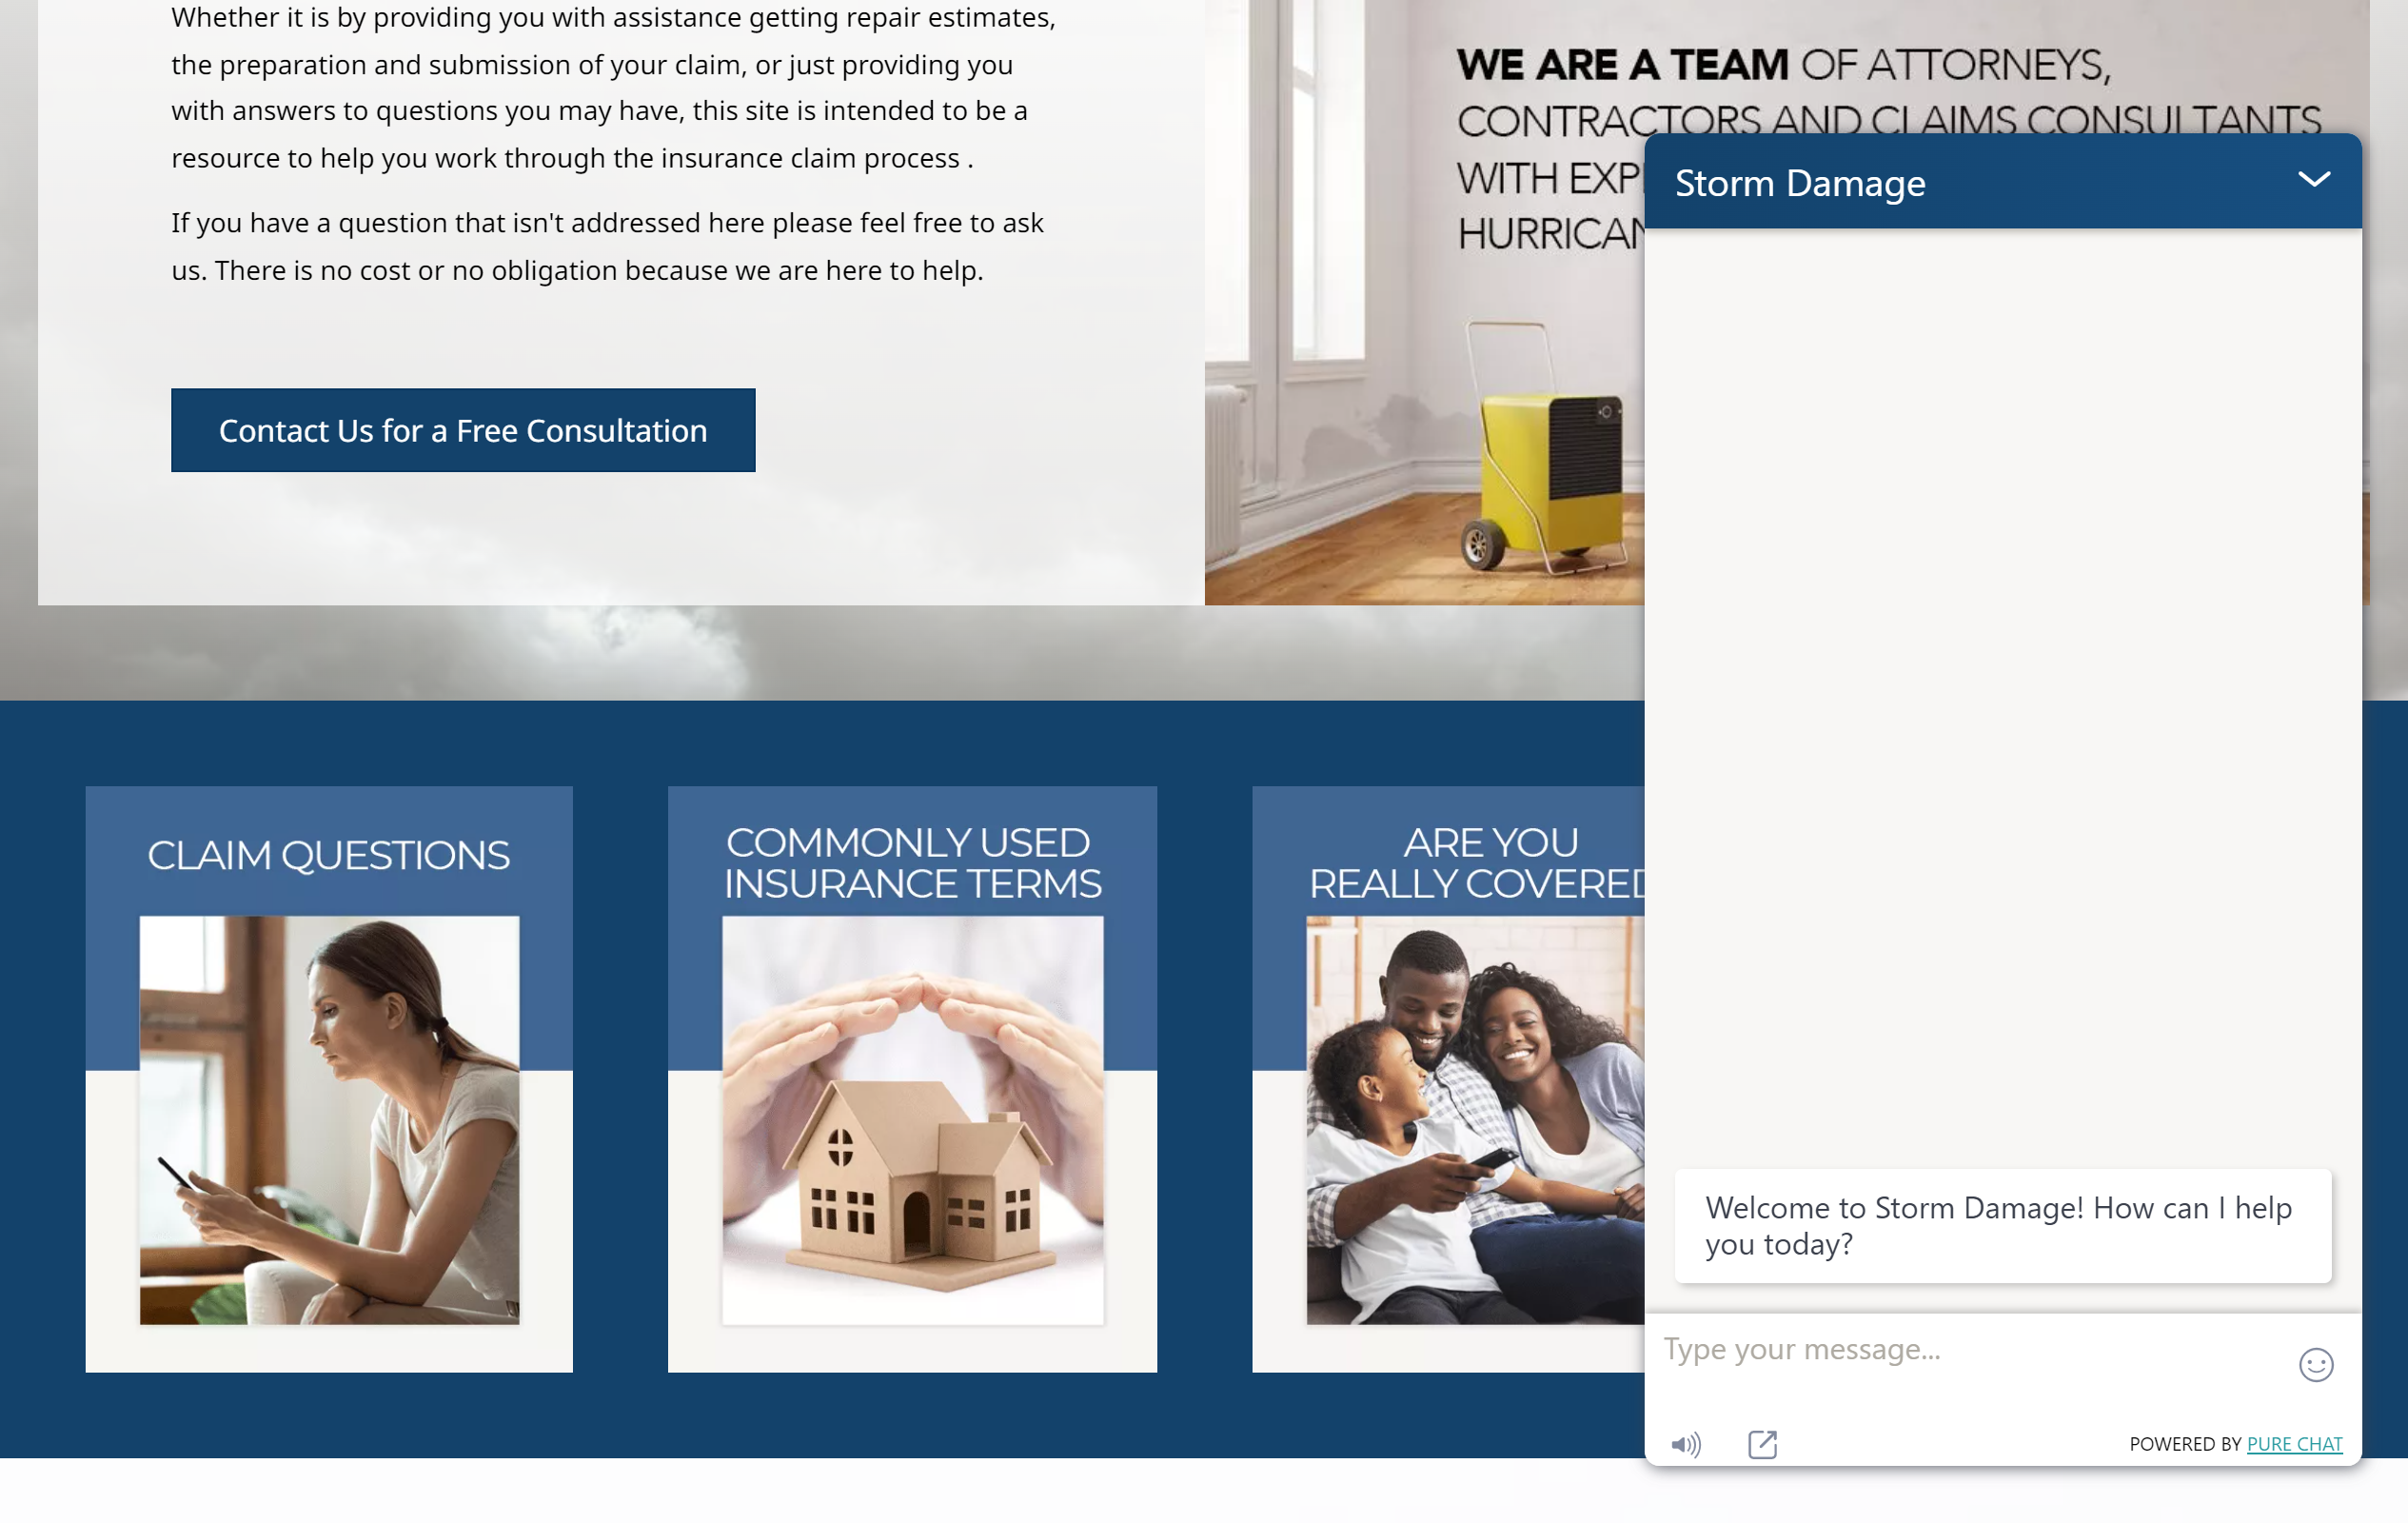 Whether it is by providing you with assistance getting repair estimates,
the preparation and submission of your claim, or just providing you
with answers to questions you may have, this site is intended to be a
resource to help you work through the insurance claim process .
If you have a question that isn't addressed here please feel free to ask
us. There is no cost or no obligation because we are here to help.
Contact Us for a Free Consultation
WE ARE A TEAM OF ATTORNEYS,
CONTRACTORS AND CLAIMS CONSULTANTS
WITH
Storm Damage
CLAIM QUESTIONS
COMMONLY USED
INSURANCE TERMS
ARE YOU
REALLY COVERED
Welcome to Storm Damage! How can I help
you today?
Type your message...
POWERED BY PURE CHAT